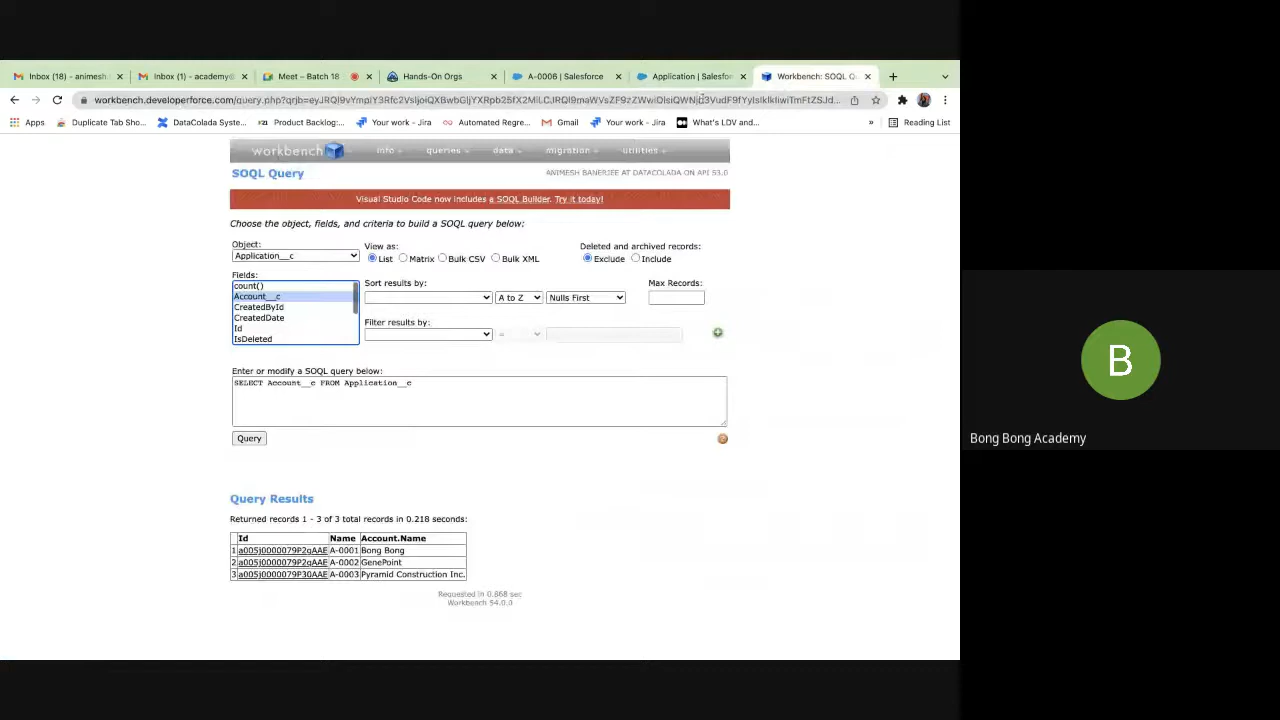 Inbox (18) - animesh.
Inbox (1) - academy@
Meet – Batch 18
Hands-On Orgs
A-0006 | Salesforce
Application | Salesfor
Workbench: SOQL Q
Apps
Duplicate Tab Sho...
DataColada Syste...
Product Backlog:...
Your work - Jira
Automated Regre...
Gmail
Your work - Jira
What's LDV and...
»
Reading List
workbench
info
queries
data
migration
utilities
SOQL Query
ANIMESH BANERJEE AT DATACOLADA ON API 53.0
Visual Studio Code now includes a SOQL Builder. Try it today!
Choose the object, fields, and criteria to build a SOQL query below:
Object:
Application__c
View as:
List Matrix Bulk CSV Bulk XML
Deleted and archived records:
Exclude Include
Fields:
count()
Account__c
CreatedById
CreatedDate
Id
IsDeleted
Sort results by:
A to Z
Nulls First
Max Records:
Filter results by:
=
Enter or modify a SOQL query below:
SELECT Account__c FROM Application__c
Query
Query Results
Returned records 1 - 3 of 3 total records in 0.218 seconds:
Id Name Account.Name
1 a005j0000079P2qAAE A-0001 Bong Bong
2 a005j0000079P2gAAE A-0002 GenePoint
3 a005j0000079P3QAAE A-0003 Pyramid Construction Inc.
Requested in 0.868 sec
Workbench 54.0.0
B
Bong Bong Academy